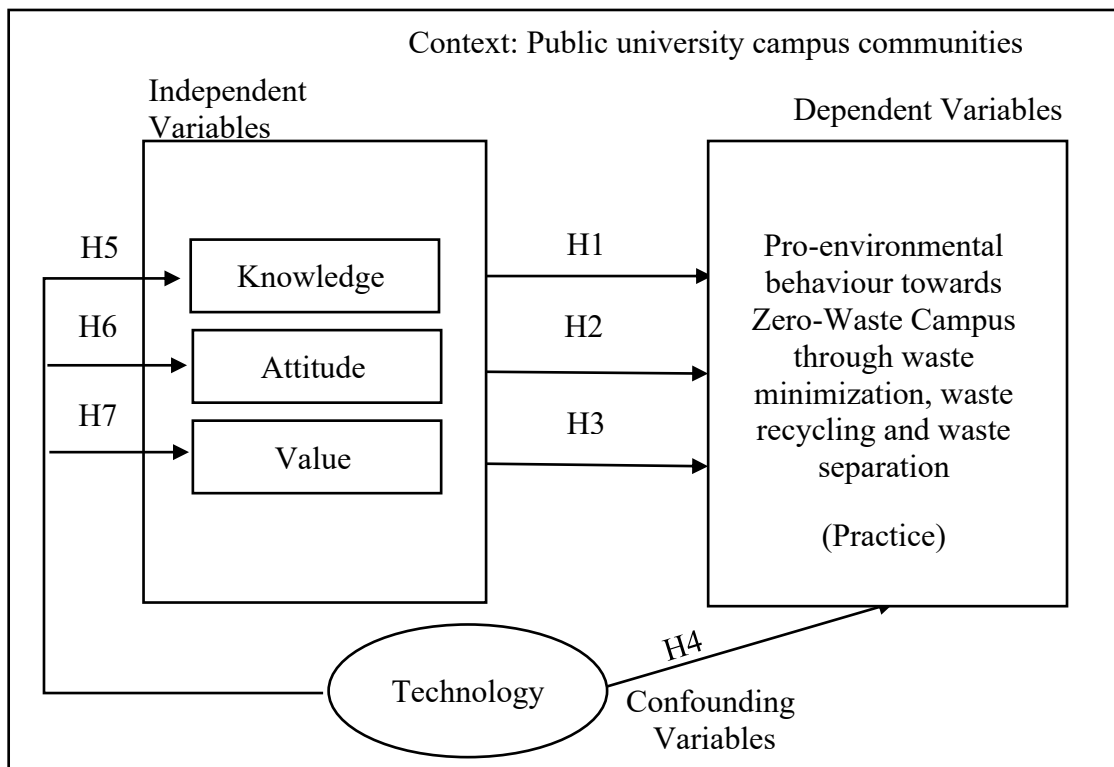 Context: Public university campus communities
Independent
Variables
Dependent Variables
H5
Knowledge
H1
H6
Attitude
H2
H7
Value
H3
Pro-environmental
behaviour towards
Zero-Waste Campus
through waste
minimization, waste
recycling and waste
separation
(Practice)
Technology
H4
Confounding
Variables